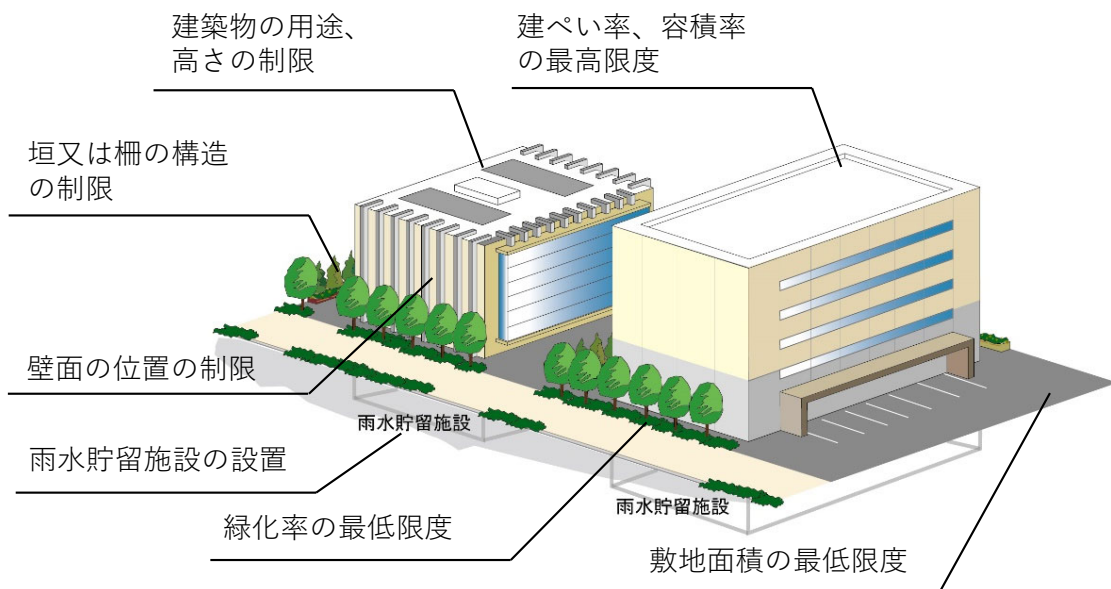 建築物の用途、
高さの制限
建ぺい率、容積率
の最高限度
垣又は柵の構造
の制限
壁面の位置の制限
雨水貯留施設
雨水貯留施設の設置
雨水貯留施設
緑化率の最低限度
敷地面積の最低限度